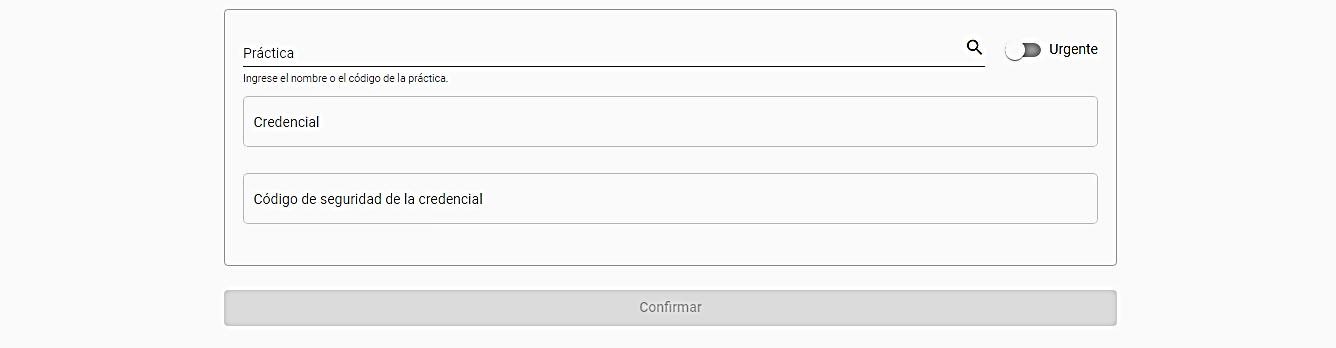 Práctica
Urgente
Ingrese el nombre o el código de la práctica.
Credencial
Código de seguridad de la credencial
Confirmar